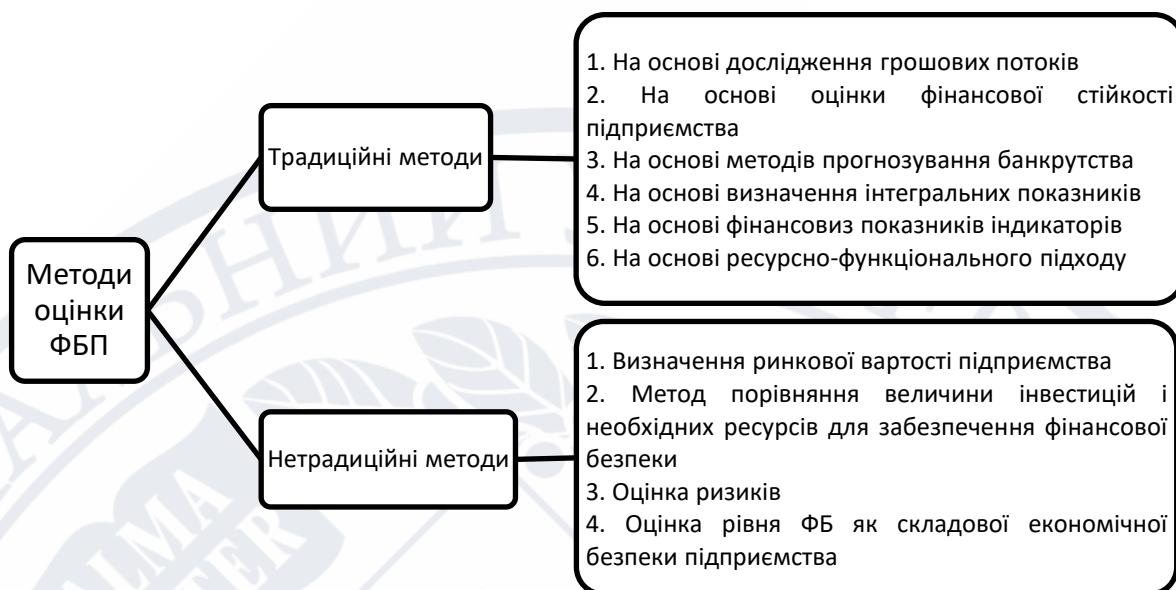 Методи
оцінки
ФБП
Традиційні методи
1. На основі дослідження грошових потоків
2. На основі оцінки фінансової стійкості
підприємства
3. На основі методів прогнозування банкрутства
4. На основі визначення інтегральних показників
5. На основі фінансовиз показників індикаторів
6. На основі ресурсно-функціонального підходу
Нетрадиційні методи
1. Визначення ринкової вартості підприємства
2. Метод порівняння величини інвестицій і
необхідних ресурсів для забезпечення фінансової
безпеки
3. Оцінка ризиків
4. Оцінка рівня ФБ як складової економічної
безпеки підприємства
ALMA